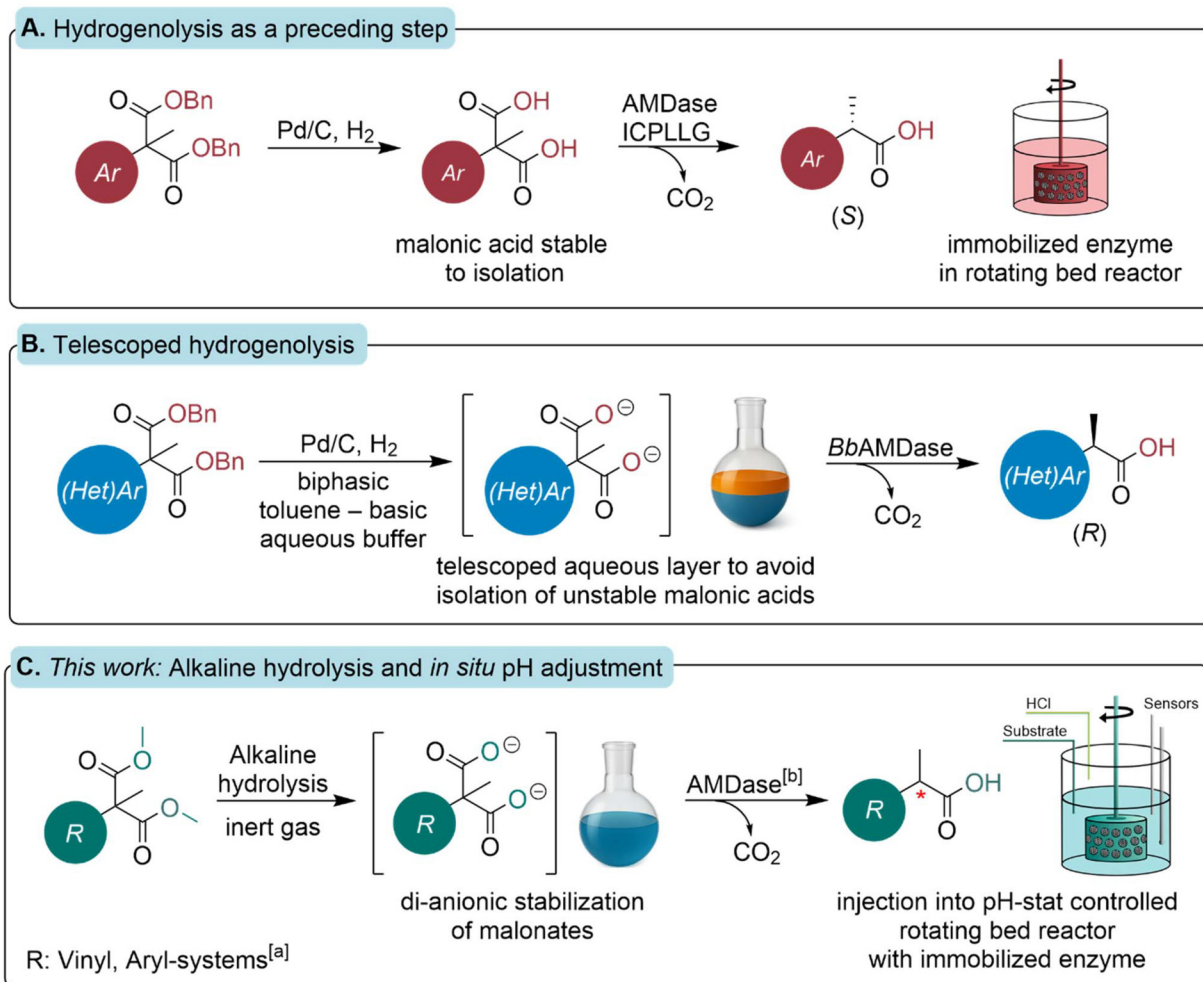 A. Hydrogenolysis as a preceding step
O
OBn
OBn
O
Ar
Pd/C, H2
O
OH
OH
O
Ar
malonic acid stable
to isolation
AMDase
ICPLLG
CO2
Ar
OH
O
(S)
immobilized enzyme
in rotating bed reactor
B. Telescoped hydrogenolysis
O
OBn
OBn
O
(Het)Ar
Pd/C, H2
biphasic
toluene – basic
aqueous buffer
O
O⊖
O⊖
O
(Het)Ar
telescoped aqueous layer to avoid
isolation of unstable malonic acids
BbAMDase
CO2
(Het)Ar
OH
O
(R)
C. This work: Alkaline hydrolysis and in situ pH adjustment
O
O
O
O
R
Alkaline
hydrolysis
inert gas
O
O⊖
O⊖
O
R
di-anionic stabilization
of malonates
AMDase[b]
CO2
R
*
OH
O
HCl
Sensors
Substrate
injection into pH-stat controlled
rotating bed reactor
with immobilized enzyme
R: Vinyl, Aryl-systems[a]